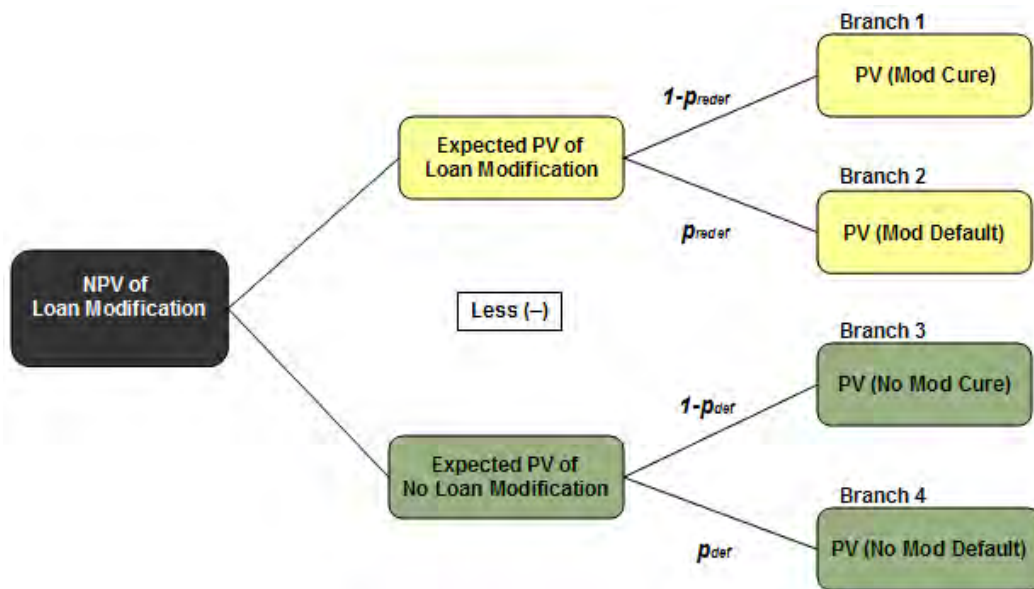 Branch 1
PV (Mod Cure)
1-predef
Expected PV of
Loan Modification
Branch 2
predef
PV (Mod Default)
NPV of
Loan Modification
Less (–)
Branch 3
PV (No Mod Cure)
1-pdef
Expected PV of
No Loan Modification
Branch 4
pdef
PV (No Mod Default)